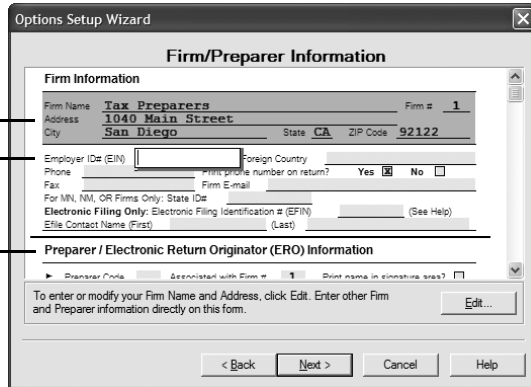 Options Setup Wizard
Firm/Preparer Information
Firm Information
Firm Name Tax Preparers Firm # 1
Address 1040 Main Street
City San Diego State CA ZIP Code 92122
Employer ID# (EIN) Foreign Country
Phone Print phone number on return? Yes X No
Fax Firm E-mail
For MN, NM, OR Firms Only: State ID#
Electronic Filing Only: Electronic Filing Identification # (EFIN) (See Help)
Efile Contact Name (First) (Last)
Preparer / Electronic Return Originator (ERO) Information
Preparer Code Associated with Firm # 1 Print name in signature area?
To enter or modify your Firm Name and Address, click Edit. Enter other Firm
and Preparer information directly on this form.
Edit...
< Back Next > Cancel Help